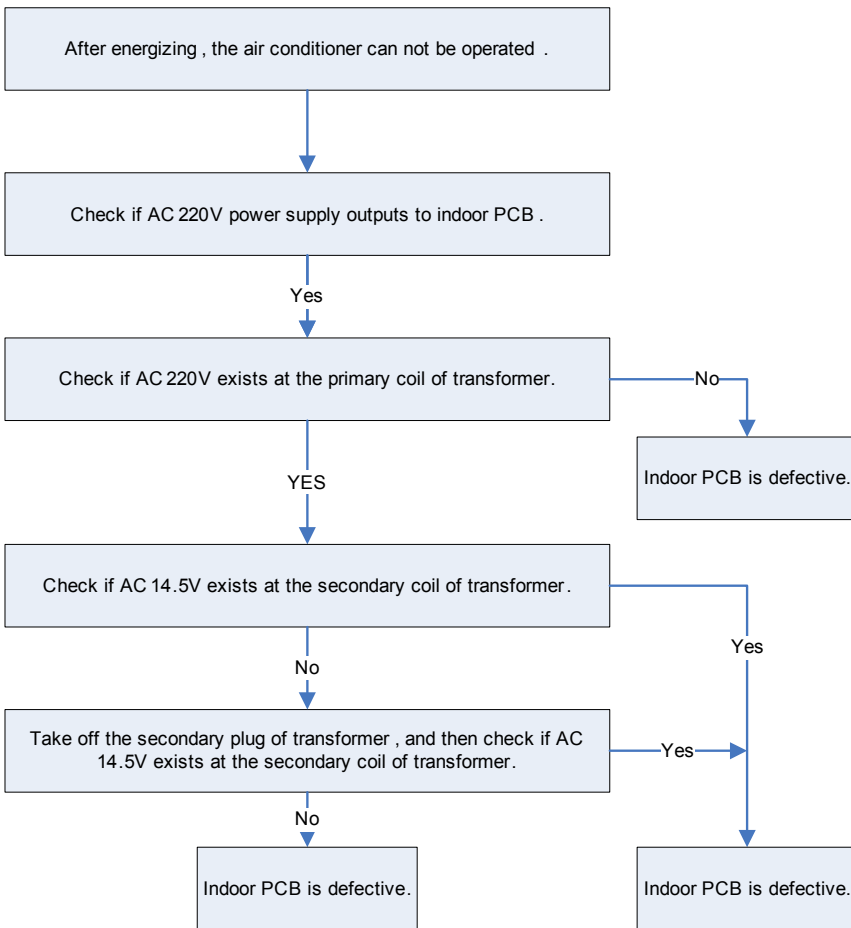 After energizing , the air conditioner can not be operated .
Check if AC 220V power supply outputs to indoor PCB .
Yes
Check if AC 220V exists at the primary coil of transformer.
No
Indoor PCB is defective.
YES
Check if AC 14.5V exists at the secondary coil of transformer.
Yes
No
Take off the secondary plug of transformer , and then check if AC
14.5V exists at the secondary coil of transformer.
Yes
No
Indoor PCB is defective.
Indoor PCB is defective.